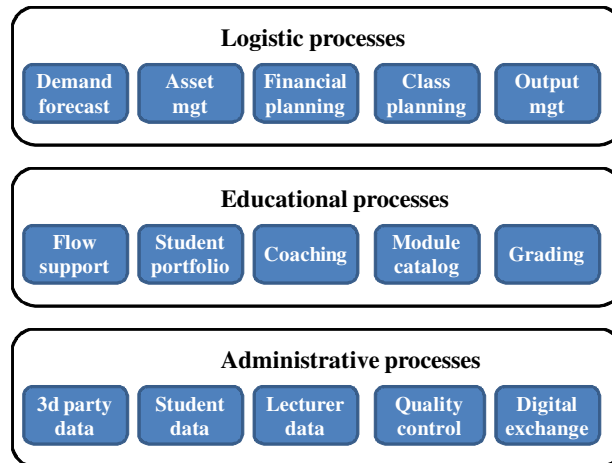 Logistic processes
Demand
forecast
Asset
mgt
Financial
planning
Class
planning
Output
mgt
Educational processes
Flow
support
Student
portfolio
Coaching
Module
catalog
Grading
Administrative processes
3d party
data
Student
data
Lecturer
data
Quality
control
Digital
exchange